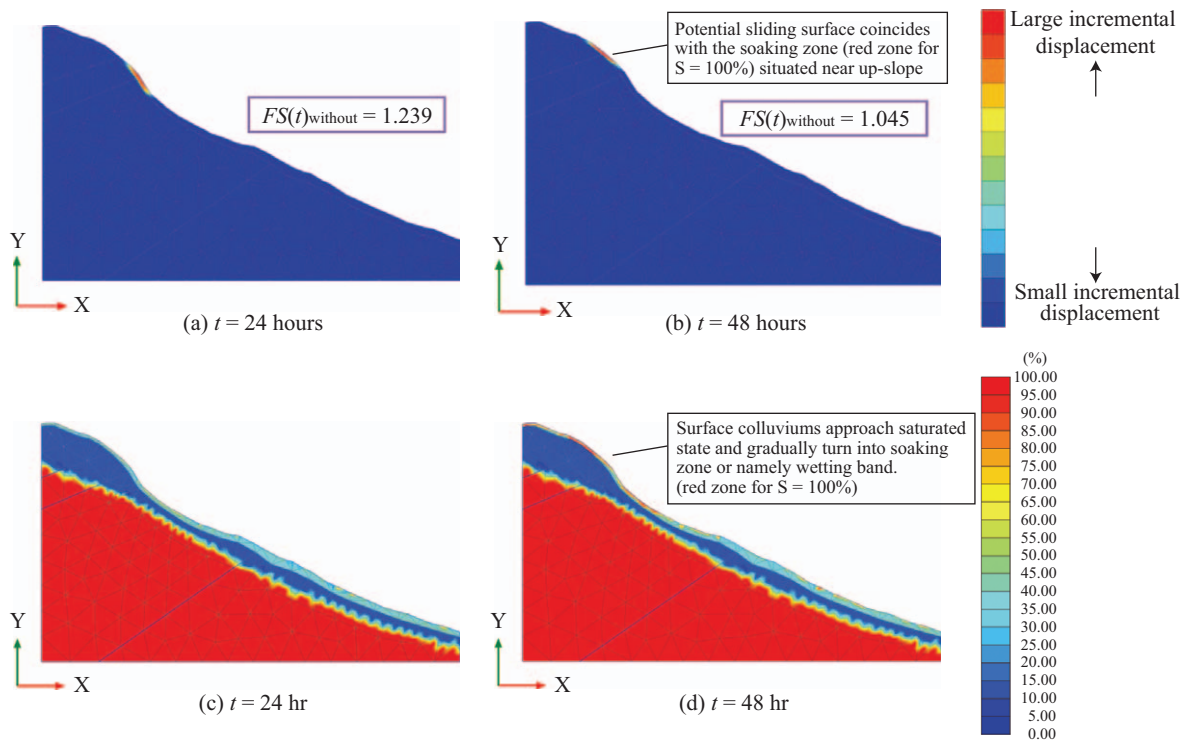 Potential sliding surface coincides
with the soaking zone (red zone for
S = 100%) situated near up-slope
FS(t)without = 1.239
FS(t)without = 1.045
Large incremental
displacement
Small incremental
displacement
Y
X
(a) t = 24 hours
Y
X
(b) t = 48 hours
Surface colluviums approach saturated
state and gradually turn into soaking
zone or namely wetting band.
(red zone for S = 100%)
Y
X
(c) t = 24 hr
Y
X
(d) t = 48 hr
(%)
100.00
95.00
90.00
85.00
80.00
75.00
70.00
65.00
60.00
55.00
50.00
45.00
40.00
35.00
30.00
25.00
20.00
15.00
10.00
5.00
0.00